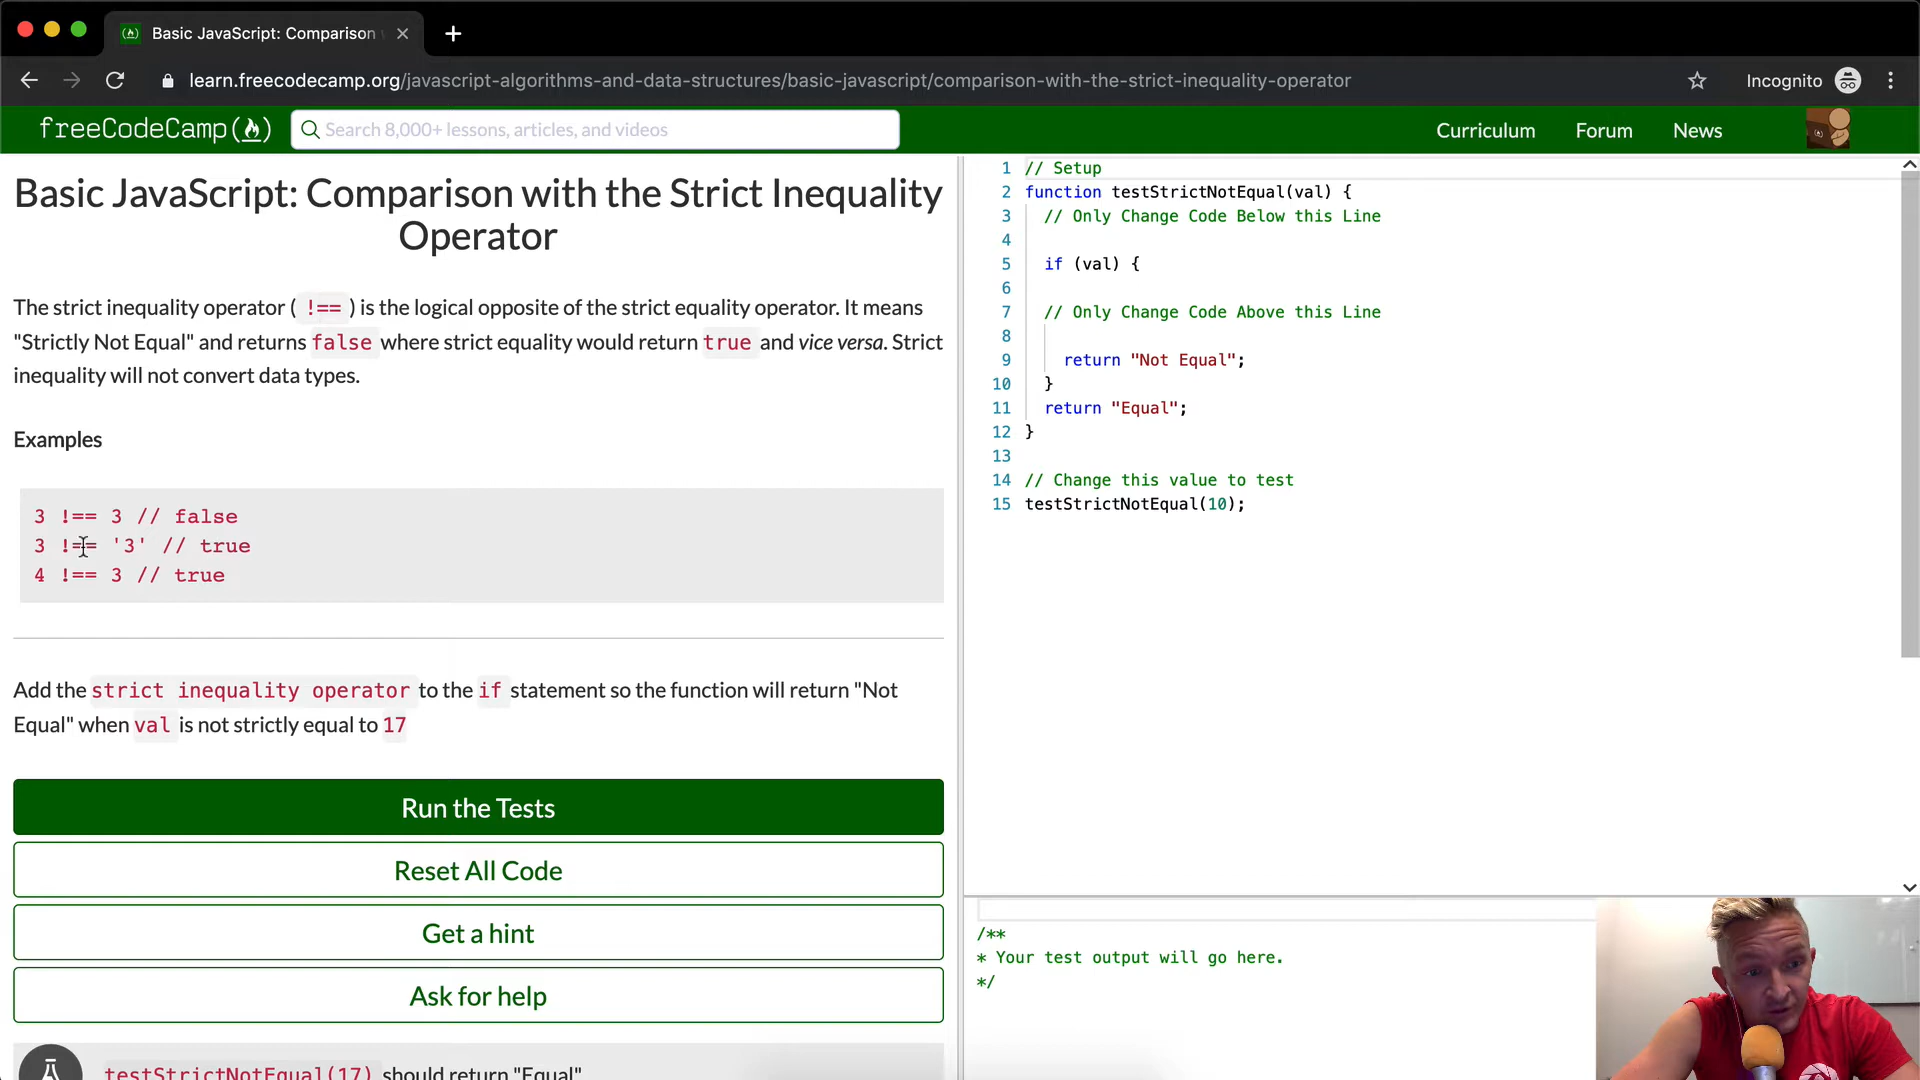 Basic JavaScript: Comparison
learn.freecodecamp.org/javascript-algorithms-and-data-structures/basic-javascript/comparison-with-the-strict-inequality-operator
Incognito
freeCodeCamp
Search 8,000+ lessons, articles, and videos
Curriculum
Forum
News
Basic JavaScript: Comparison with the Strict Inequality
Operator
The strict inequality operator ( !== ) is the logical opposite of the strict equality operator. It means
"Strictly Not Equal" and returns false where strict equality would return true and vice versa. Strict
inequality will not convert data types.
Examples
3 !== 3 // false
3 !== '3' // true
4 !== 3 // true
Add the strict inequality operator to the if statement so the function will return "Not
Equal" when val is not strictly equal to 17
Run the Tests
Reset All Code
Get a hint
Ask for help
testStrictNotEqual(17) should return "Equal"
1 // Setup
2 function testStrictNotEqual(val) {
3 // Only Change Code Below this Line
4
5 if (val) {
6
7 // Only Change Code Above this Line
8
9 return "Not Equal";
10 }
11 return "Equal";
12 }
13
14 // Change this value to test
15 testStrictNotEqual(10);
/**
* Your test output will go here.
*/